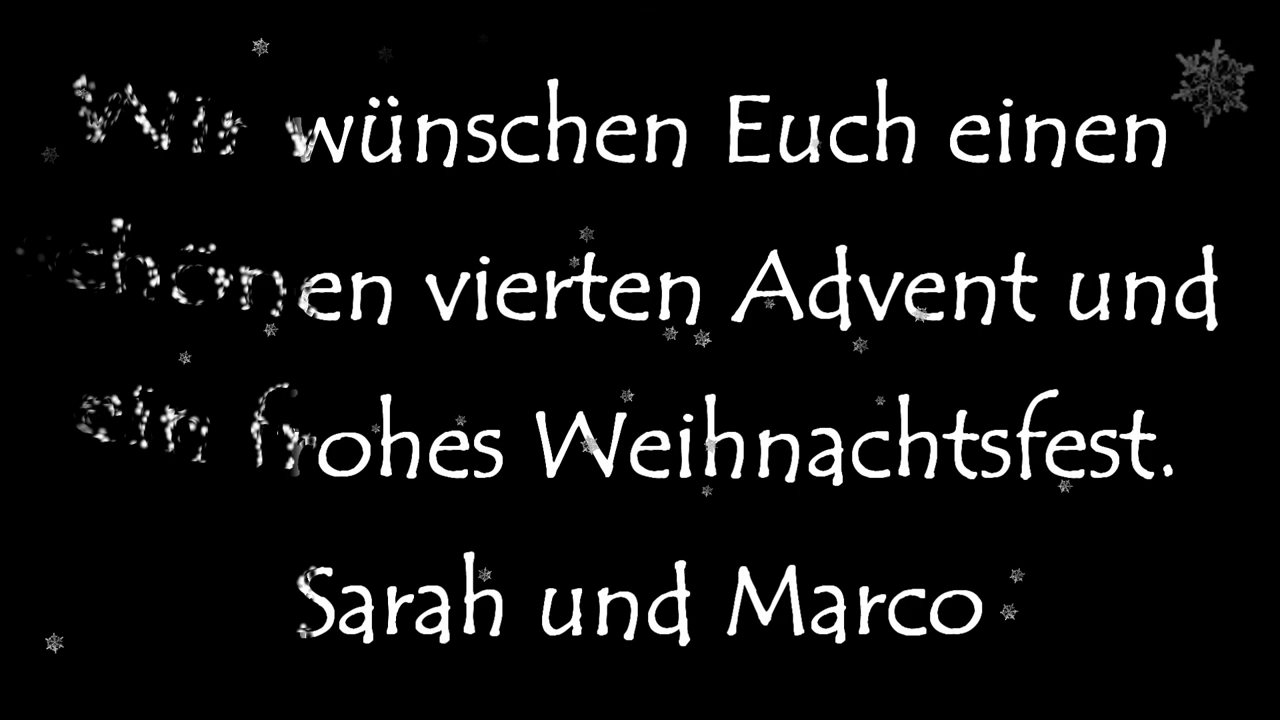 Wir wünschen Euch einen
schönen vierten Advent und
ein frohes Weihnachtsfest.
Sarah und Marco